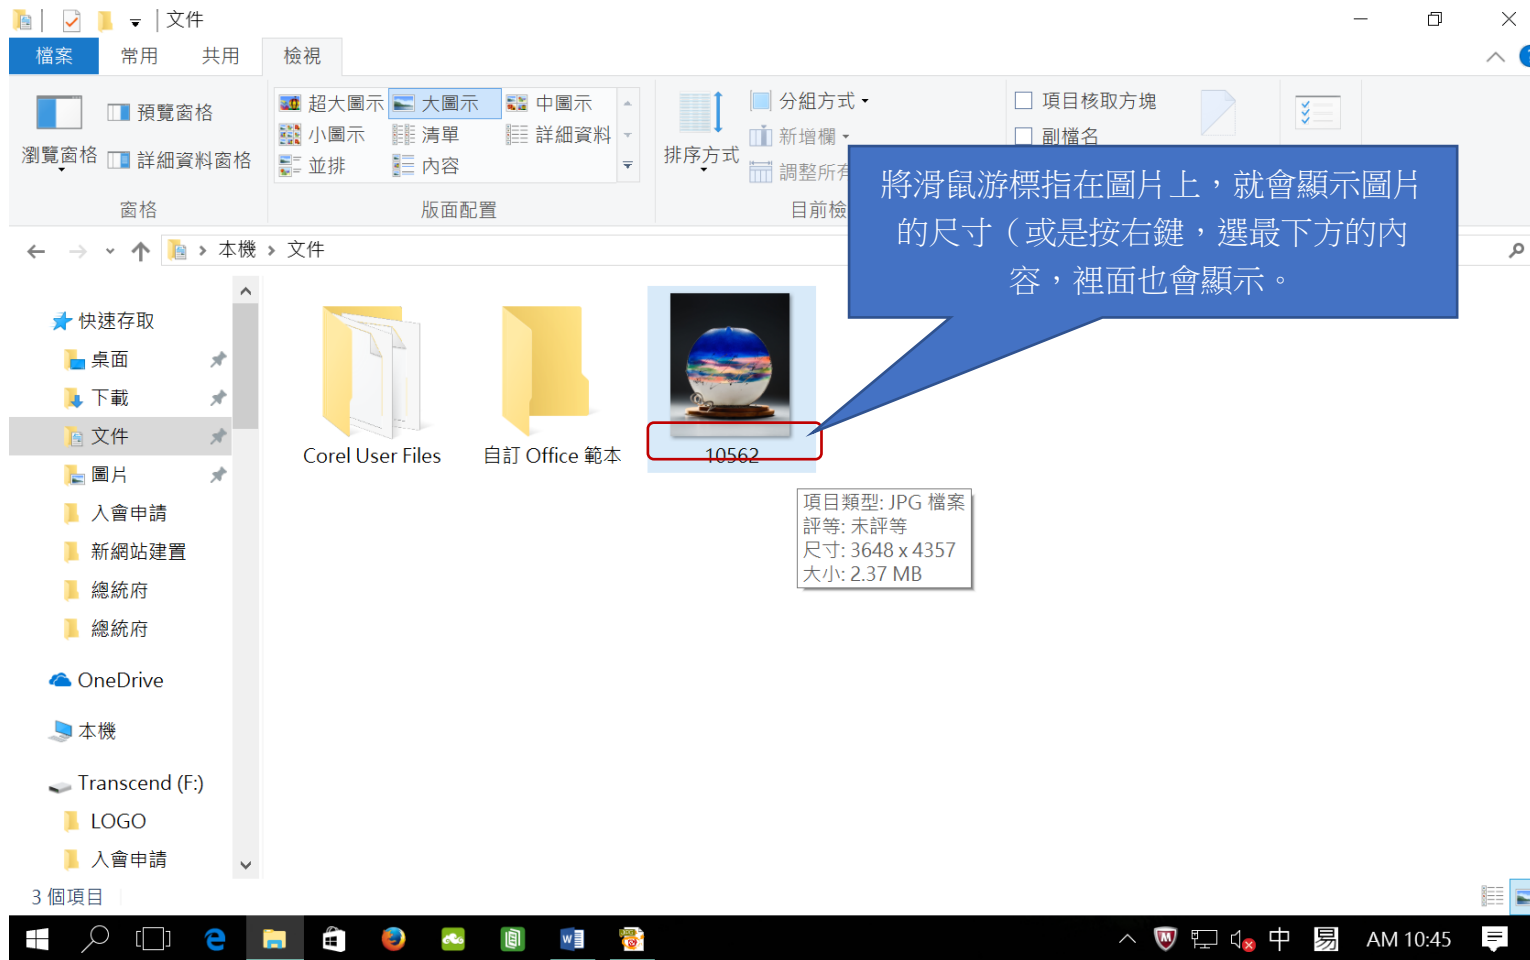 文件
檔案
常用
共用
檢視
瀏覽窗格
預覽窗格
詳細資料窗格
窗格
超大圖示
大圖示
中圖示
小圖示
清單
詳細資料
並排
內容
版面配置
排序方式
分組方式
新增欄
調整所有
目前檢
項目核取方塊
副檔名
將滑鼠游標指在圖片上，就會顯示圖片
的尺寸（或是按右鍵，選最下方的內
容，裡面也會顯示。
本機 > 文件
快速存取
桌面
下載
文件
圖片
入會申請
新網站建置
總統府
總統府
OneDrive
本機
Transcend (F:)
LOGO
入會申請
Corel User Files
自訂 Office 範本
10562
項目類型: JPG 檔案
評等: 未評等
尺寸: 3648 x 4357
大小: 2.37 MB
3 個項目
中
易
AM 10:45